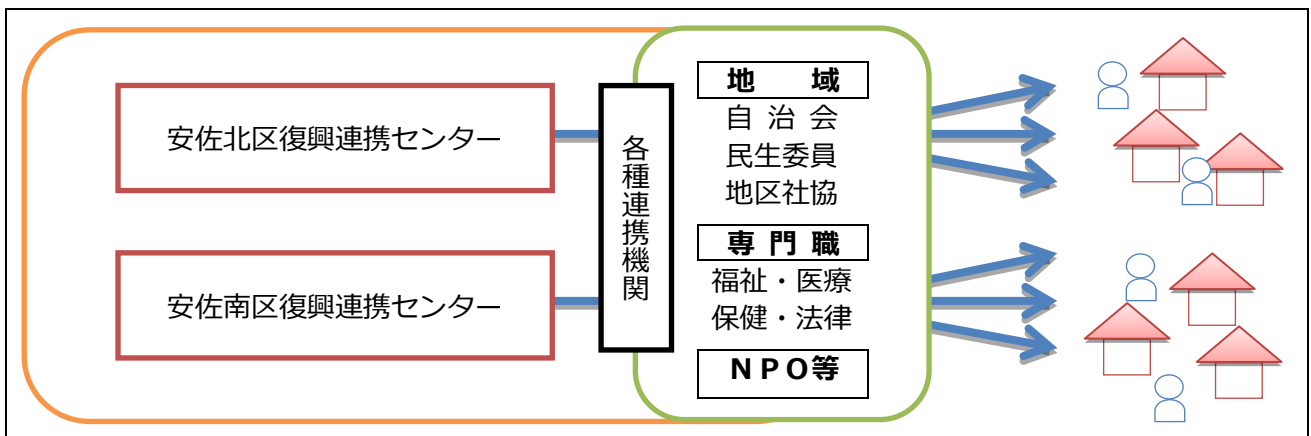 安佐北区復興連携センター
安佐南区復興連携センター
各種連携機関
地　域
自 治 会
民生委員
地区社協
専 門 職
福祉・医療
保健・法律
ＮＰＯ等